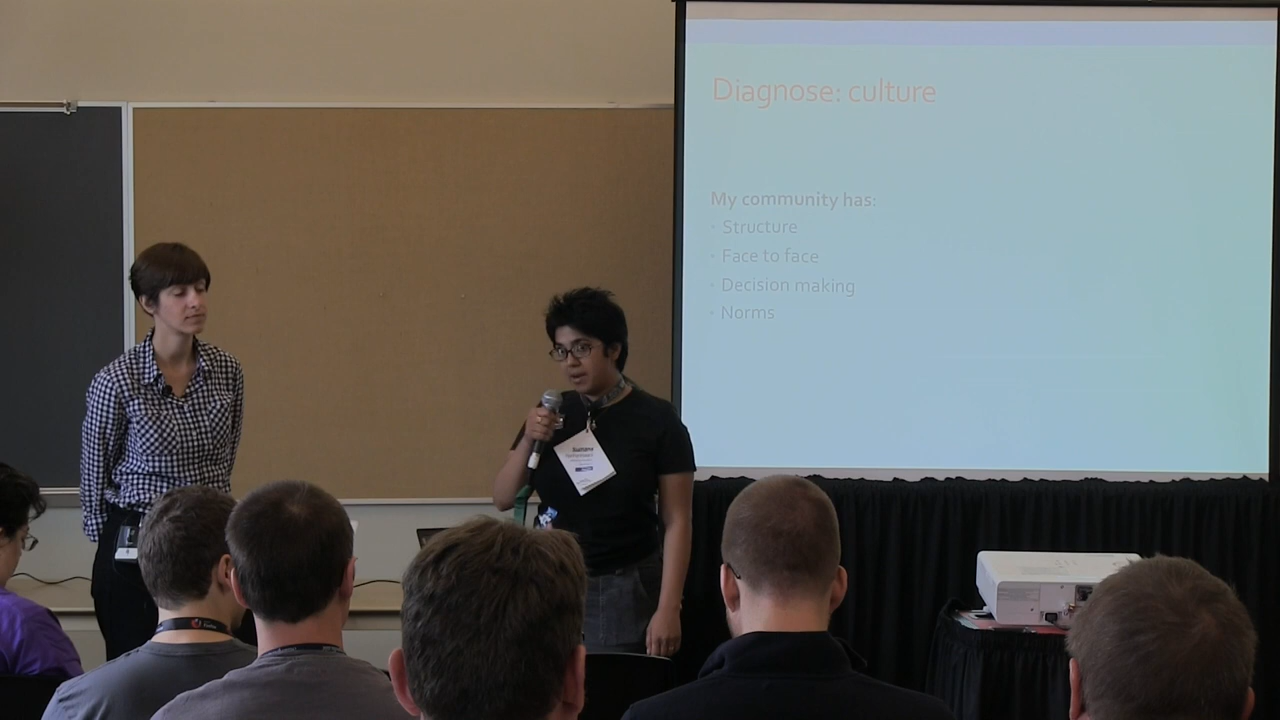 Diagnose: culture
My community has:
• Structure
• Face to face
• Decision making
• Norms